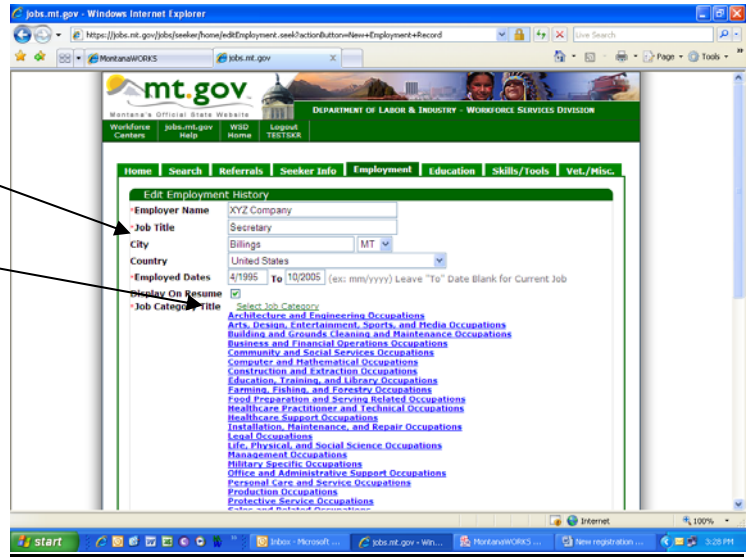 jobs.mt.gov - Windows Internet Explorer
https://jobs.mt.gov/jobs/seeker/home/editEmployment.seek?actionButton=New+Employment+Record
Live Search
MontanaWORKS jobs.mt.gov Page Tools
mt.gov
Montana's Official State Website
DEPARTMENT OF LABOR & INDUSTRY - WORKFORCE SERVICES DIVISION
Workforce Centers jobs.mt.gov Help WSD Home Logout TESTSKR
Home Search Referrals Seeker Info Employment Education Skills/Tools Vet./Misc.
Edit Employment History
*Employer Name XYZ Company
*Job Title Secretary
City Billings MT
Country United States
*Employed Dates 4/1995 To 10/2005 (ex: mm/yyyy) Leave "To" Date Blank for Current Job
Display On Resume
*Job Category Title Select Job Category
Architecture and Engineering Occupations
Arts, Design, Entertainment, Sports, and Media Occupations
Building and Grounds Cleaning and Maintenance Occupations
Business and Financial Operations Occupations
Community and Social Services Occupations
Computer and Mathematical Occupations
Construction and Extraction Occupations
Education, Training, and Library Occupations
Farming, Fishing, and Forestry Occupations
Food Preparation and Serving Related Occupations
Healthcare Practitioner and Technical Occupations
Healthcare Support Occupations
Installation, Maintenance, and Repair Occupations
Legal Occupations
Life, Physical, and Social Science Occupations
Management Occupations
Military Specific Occupations
Office and Administrative Support Occupations
Personal Care and Service Occupations
Production Occupations
Protective Service Occupations
Sales and Related Occupations
Internet 100%
start Inbox - Microsoft ... jobs.mt.gov - Win... MontanaWORKS ... New registration ... 3:28 PM